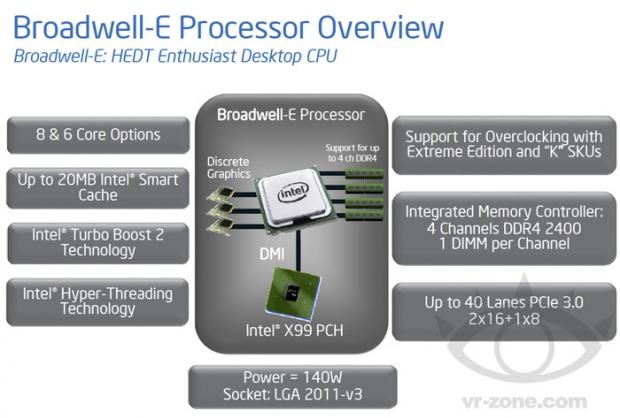 Broadwell-E Processor Overview
Broadwell-E: HEDT Enthusiast Desktop CPU
8 & 6 Core Options
Up to 20MB Intel® Smart
Cache
Intel® Turbo Boost 2
Technology
Intel® Hyper-Threading
Technology
Broadwell-E Processor
Discrete
Graphics
Support for up
to 4 ch DDR4
intel
DMI
Intel® X99 PCH
Support for Overclocking with
Extreme Edition and "K" SKUs
Integrated Memory Controller:
4 Channels DDR4 2400
1 DIMM per Channel
Up to 40 Lanes PCIe 3.0
2x16+1x8
Power = 140W
Socket: LGA 2011-v3
vr-zone.com